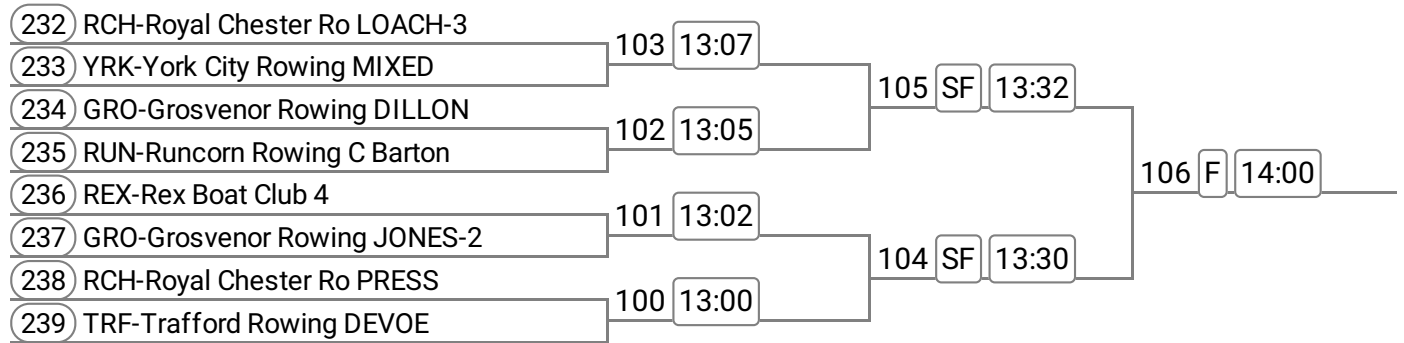 232 RCH-Royal Chester Ro LOACH-3
103 13:07
233 YRK-York City Rowing MIXED
105 SF 13:32
234 GRO-Grosvenor Rowing DILLON
102 13:05
235 RUN-Runcorn Rowing C Barton
106 F 14:00
236 REX-Rex Boat Club 4
101 13:02
237 GRO-Grosvenor Rowing JONES-2
104 SF 13:30
238 RCH-Royal Chester Ro PRESS
100 13:00
239 TRF-Trafford Rowing DEVOE